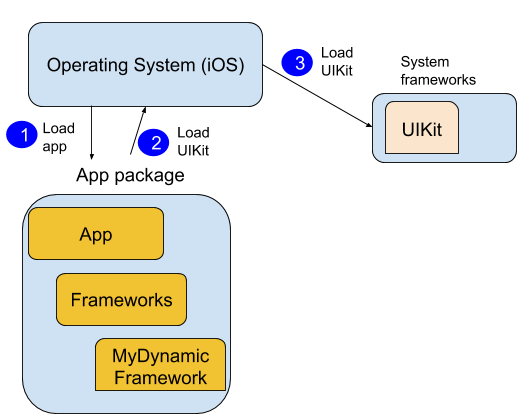 Operating System (iOS)
1
Load
app
2
Load
UIKit
3
Load
UIKit
System
frameworks
UIKit
App package
App
Frameworks
MyDynamic
Framework